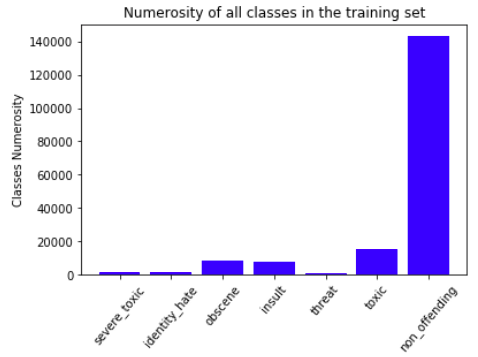 Numerosity of all classes in the training set
Classes Numerosity
140000
120000
100000
80000
60000
40000
20000
0
severe_toxic
identity_hate
obscene
insult
threat
toxic
non_offending